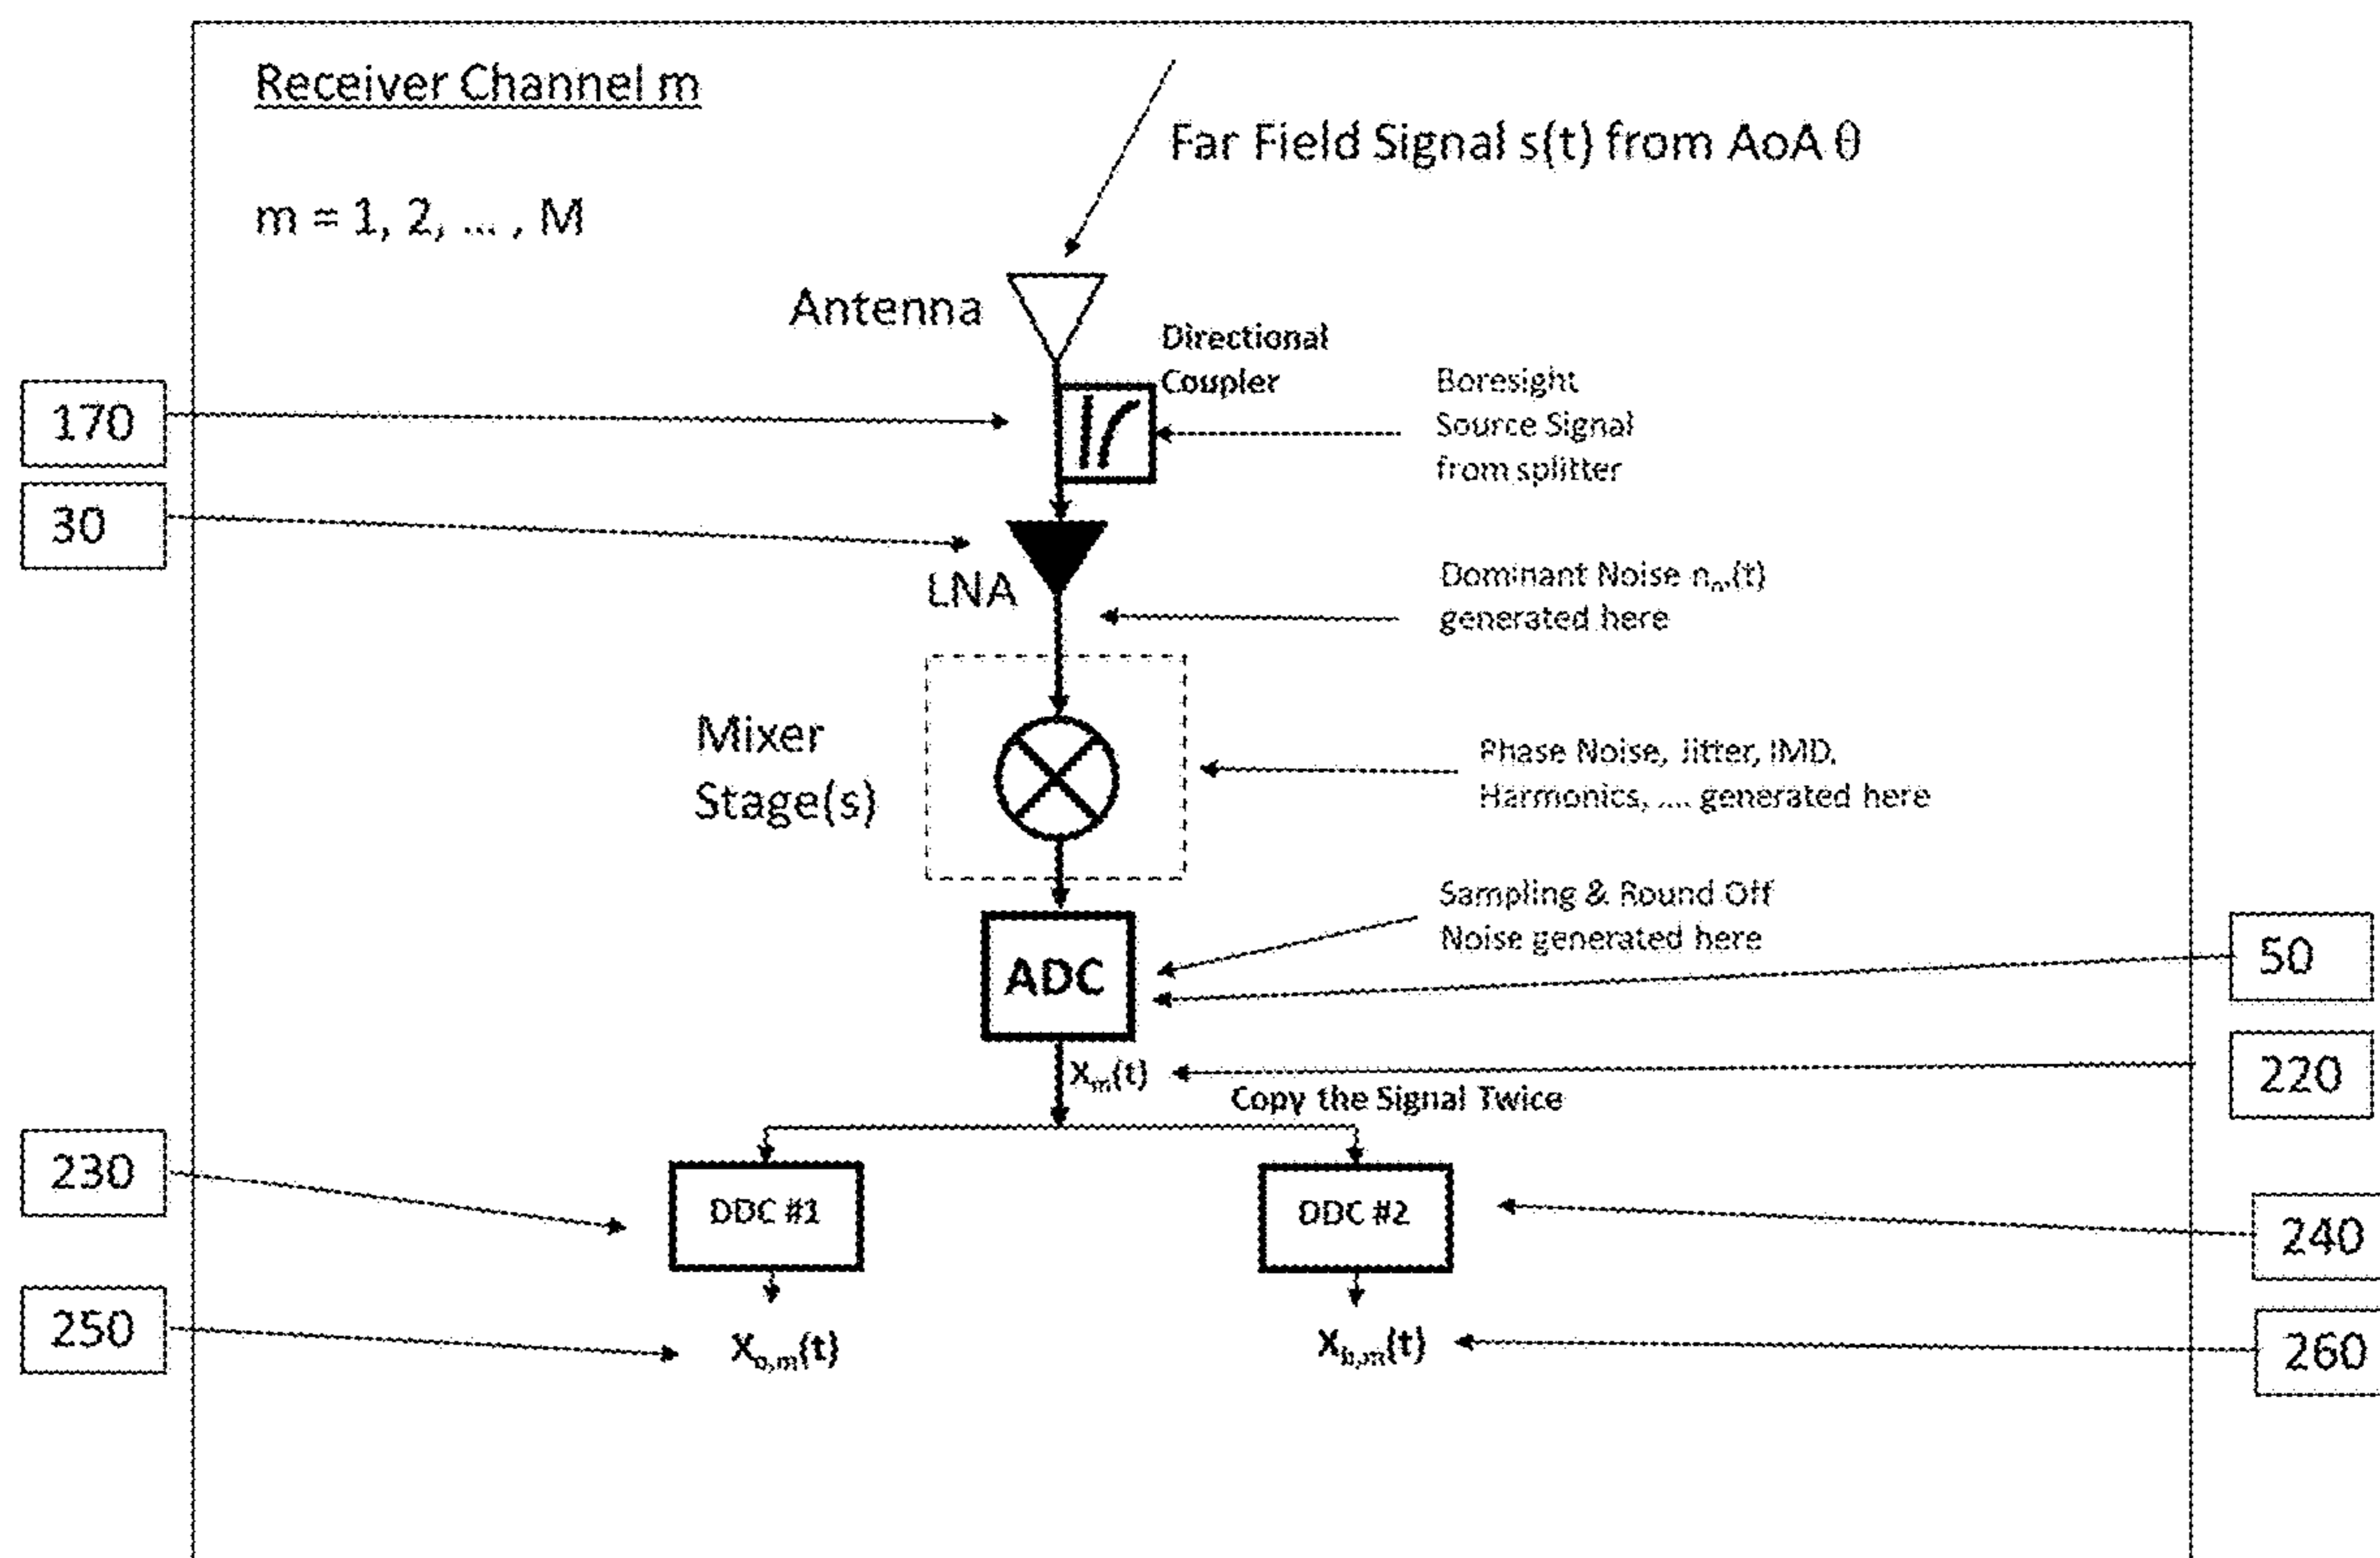 Receiver Channel m
Far Field Signal s(t) from AoA θ
m = 1, 2, ... , M
Antenna
Directional
Coupler
Boresight
Source Signal
from splitter
170
30
LNA
Dominant Noise nₘ(t)
generated here
Mixer
Stage(s)
Phase Noise, Jitter, IMD,
Harmonics, .... generated here
Sampling & Round Off
Noise generated here
ADC
50
Xₘ(t)
220
Copy the Signal Twice
230
DDC #1
DDC #2
240
250
X (t)
X (t)
260